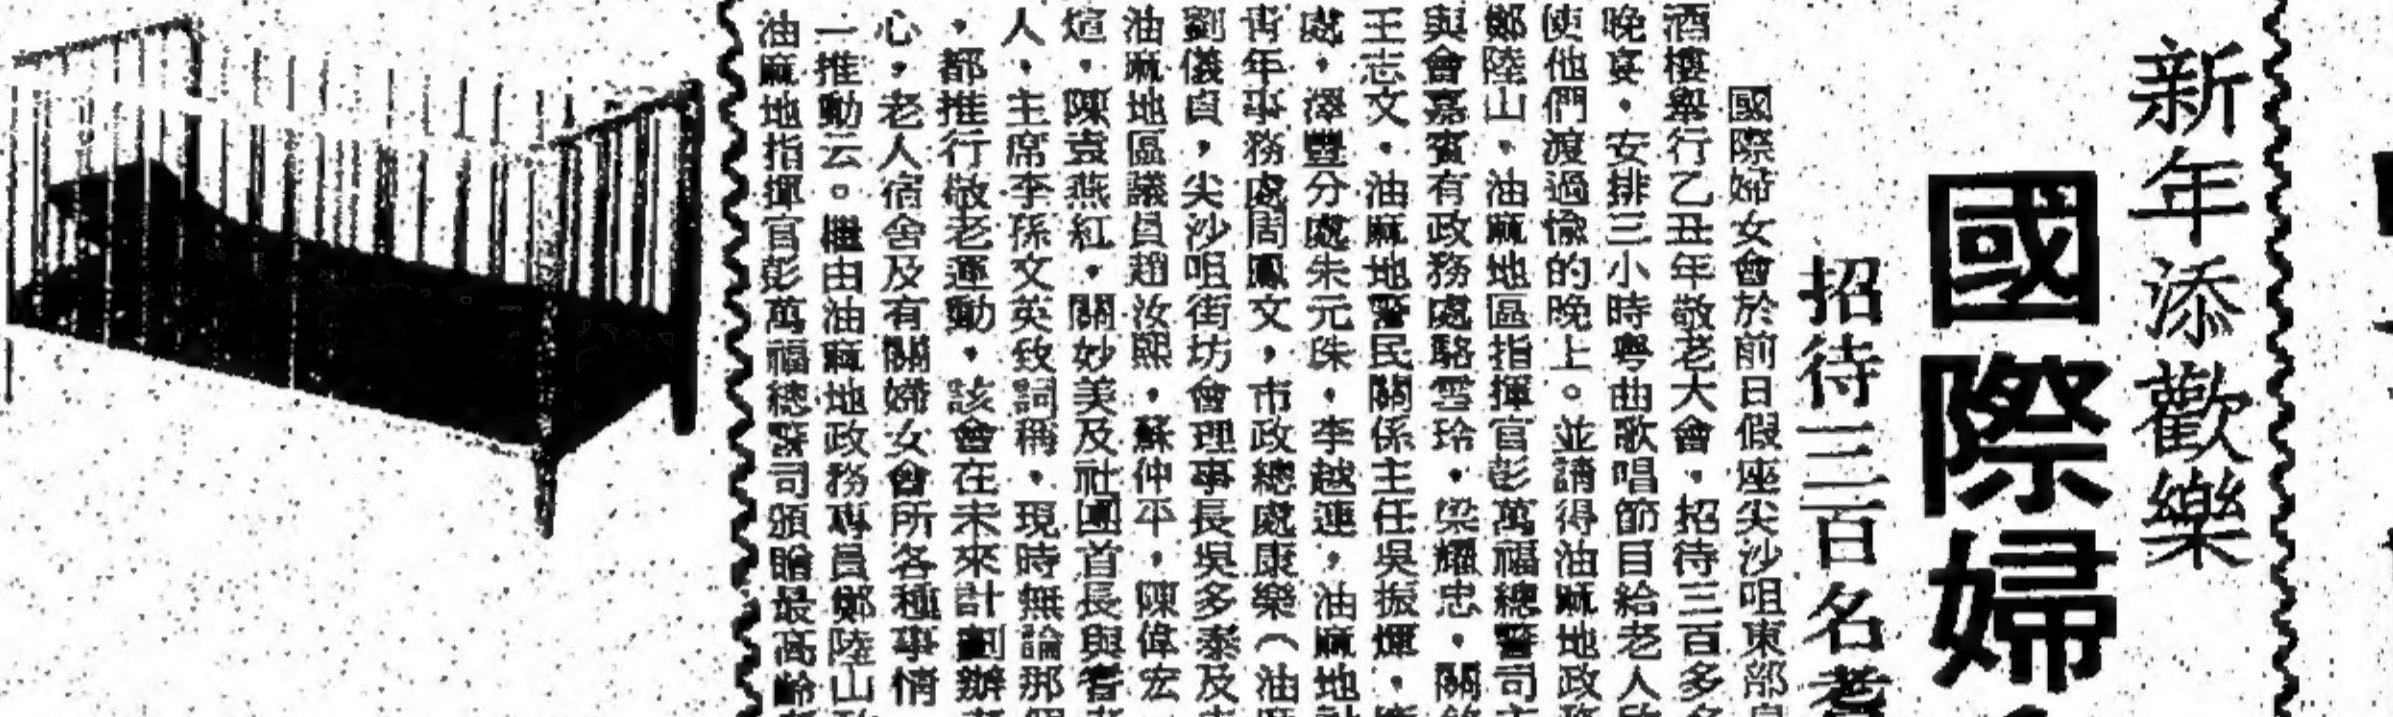 新年添歡樂
國際婦
招待三百名耆
國際婦女會於前日假座尖沙咀東部
酒樓舉行乙丑年敬老大會，招待三百多名
晚宴，安排三小時粵曲歌唱節目給老人
使他們渡過愉的晚上。並請得油麻地政務
鄭陸山，油麻地區指揮官彭萬福總警司主
與會嘉賓有政務處駱雪玲，梁耀忠，關
王志文，油麻地警民關係主任吳振煇，
處，澤豐分處朱元珠，李越連，油麻地社
青年事務處周鳳文，市政總處康樂（油麻
劉儀貞，尖沙咀街坊會理事長吳多泰及
油麻地區議員趙汝熙，蘇仲平，陳偉宏，
煊，陳袁燕紅，關妙美及社團首長與耆
人，主席李孫文英致詞稱，現時無論那個
，都推行敬老運動，該會在未來計劃辦
心，老人宿舍及有關婦女會所各種事情
一推動云。繼由油麻地政務專員鄭陸山
油麻地指揮官彭萬福總警司頒贈最高齡